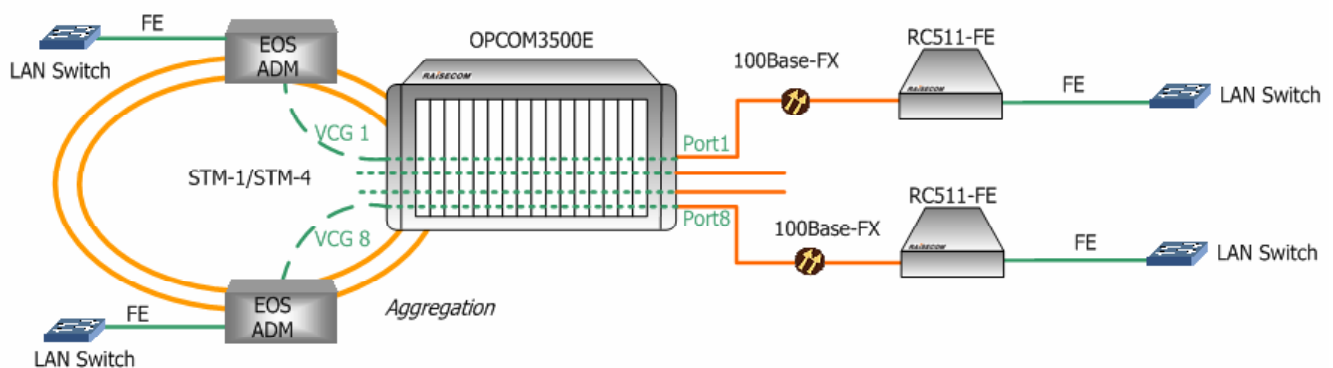 FE
EOS
ADM
LAN Switch
OPCOM3500E
RAISECOM
100Base-FX
RC511-FE
RAISECOM
FE
LAN Switch
VCG 1
Port1
STM-1/STM-4
VCG 8
Port8
100Base-FX
RC511-FE
RAISECOM
FE
LAN Switch
EOS
ADM
Aggregation
FE
LAN Switch